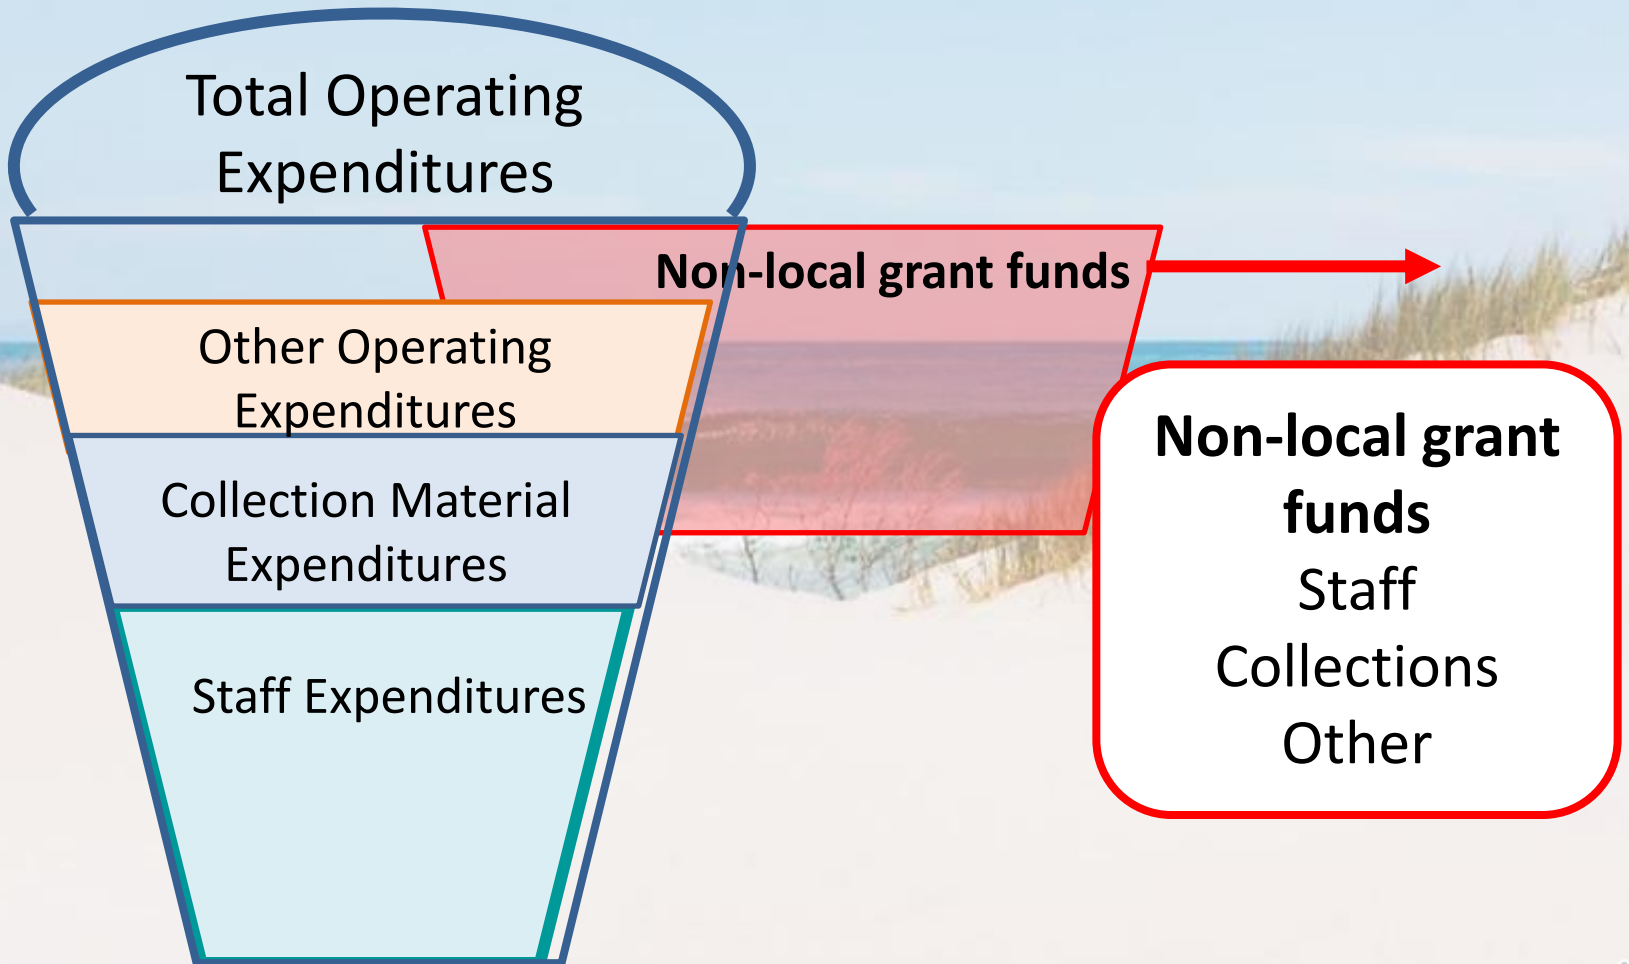 Total Operating
Expenditures
Non-local grant funds
Other Operating
Expenditures
Collection Material
Expenditures
Staff Expenditures
Non-local grant
funds
Staff
Collections
Other